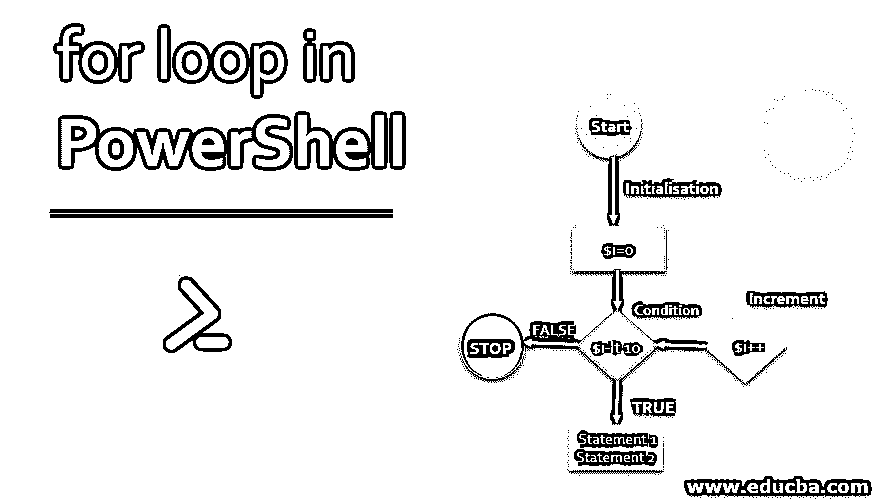 for loop in
PowerShell
Start
Initialisation
$i=0
Condition
Increment
FALSE
STOP
$i-lt 10
$i++
TRUE
Statement 1
Statement 2
www.educba.com